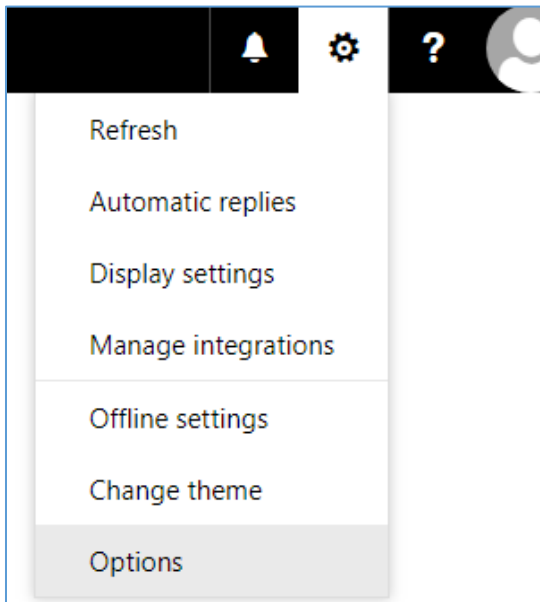 ?
Refresh
Automatic replies
Display settings
Manage integrations
Offline settings
Change theme
Options